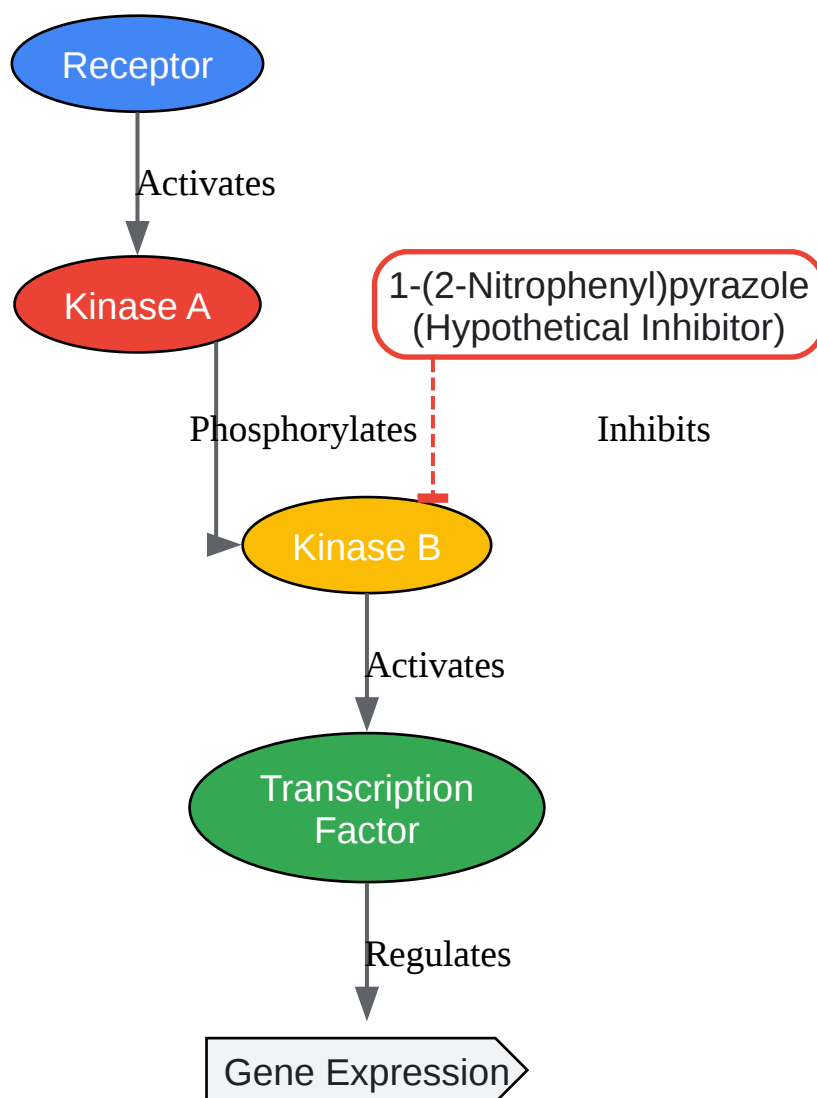 Receptor
Activates
Kinase A
1-(2-Nitrophenyl)pyrazole
(Hypothetical Inhibitor)
Phosphorylates
Inhibits
Kinase B
Activates
Transcription
Factor
Regulates
Gene Expression